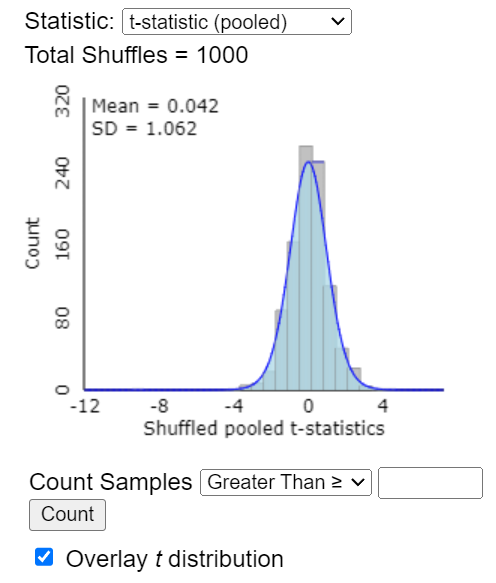 Statistic: t-statistic (pooled)
Total Shuffles = 1000
Mean = 0.042
SD = 1.062
320
240
160
80
0
Count
-12 -8 -4 0 4
Shuffled pooled t-statistics
Count Samples Greater Than ≥
Count
Overlay t distribution